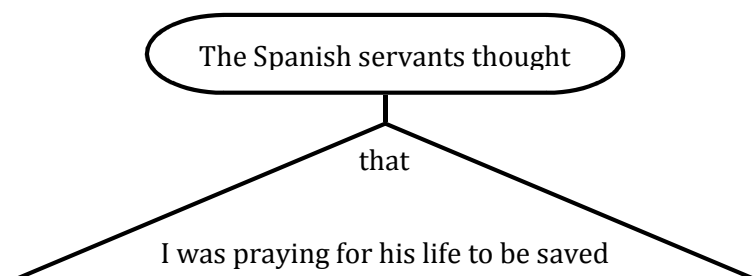 The Spanish servants thought
that
I was praying for his life to be saved